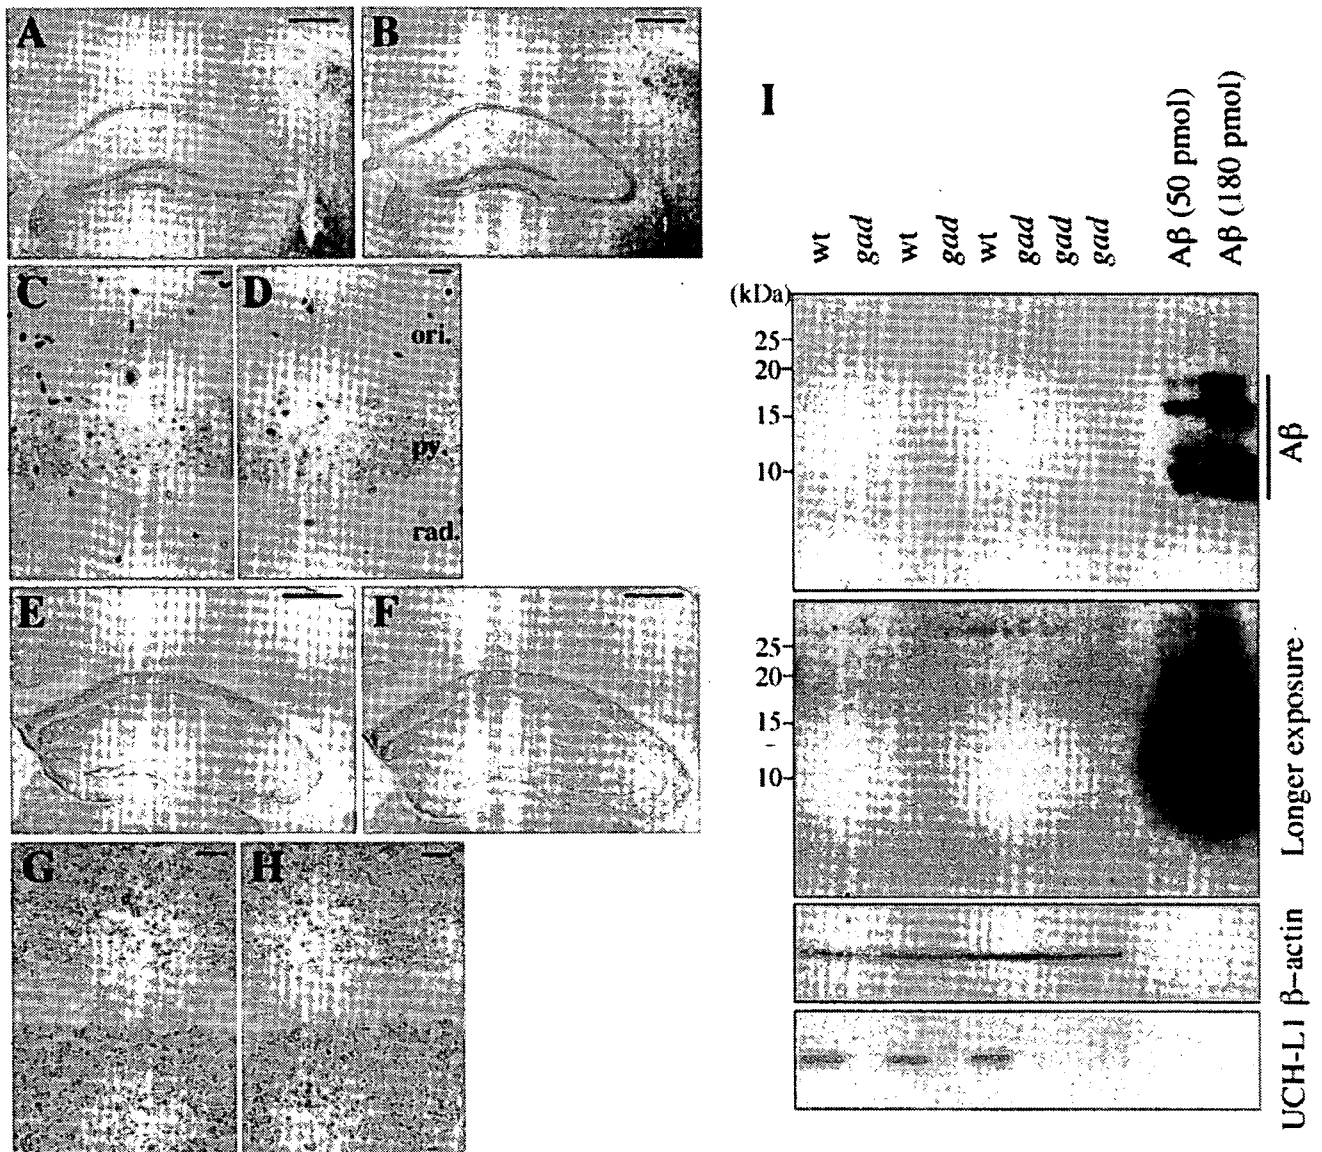 A
B
C
D
ori.
py.
rad.
E
F
G
H
I
wt
gad
wt
gad
wt
gad
gad
gad
Aβ (50 pmol)
Aβ (180 pmol)
(kDa)
25
20
15
10
Aβ
25
20
15
10
Longer exposure
β-actin
UCH-L1